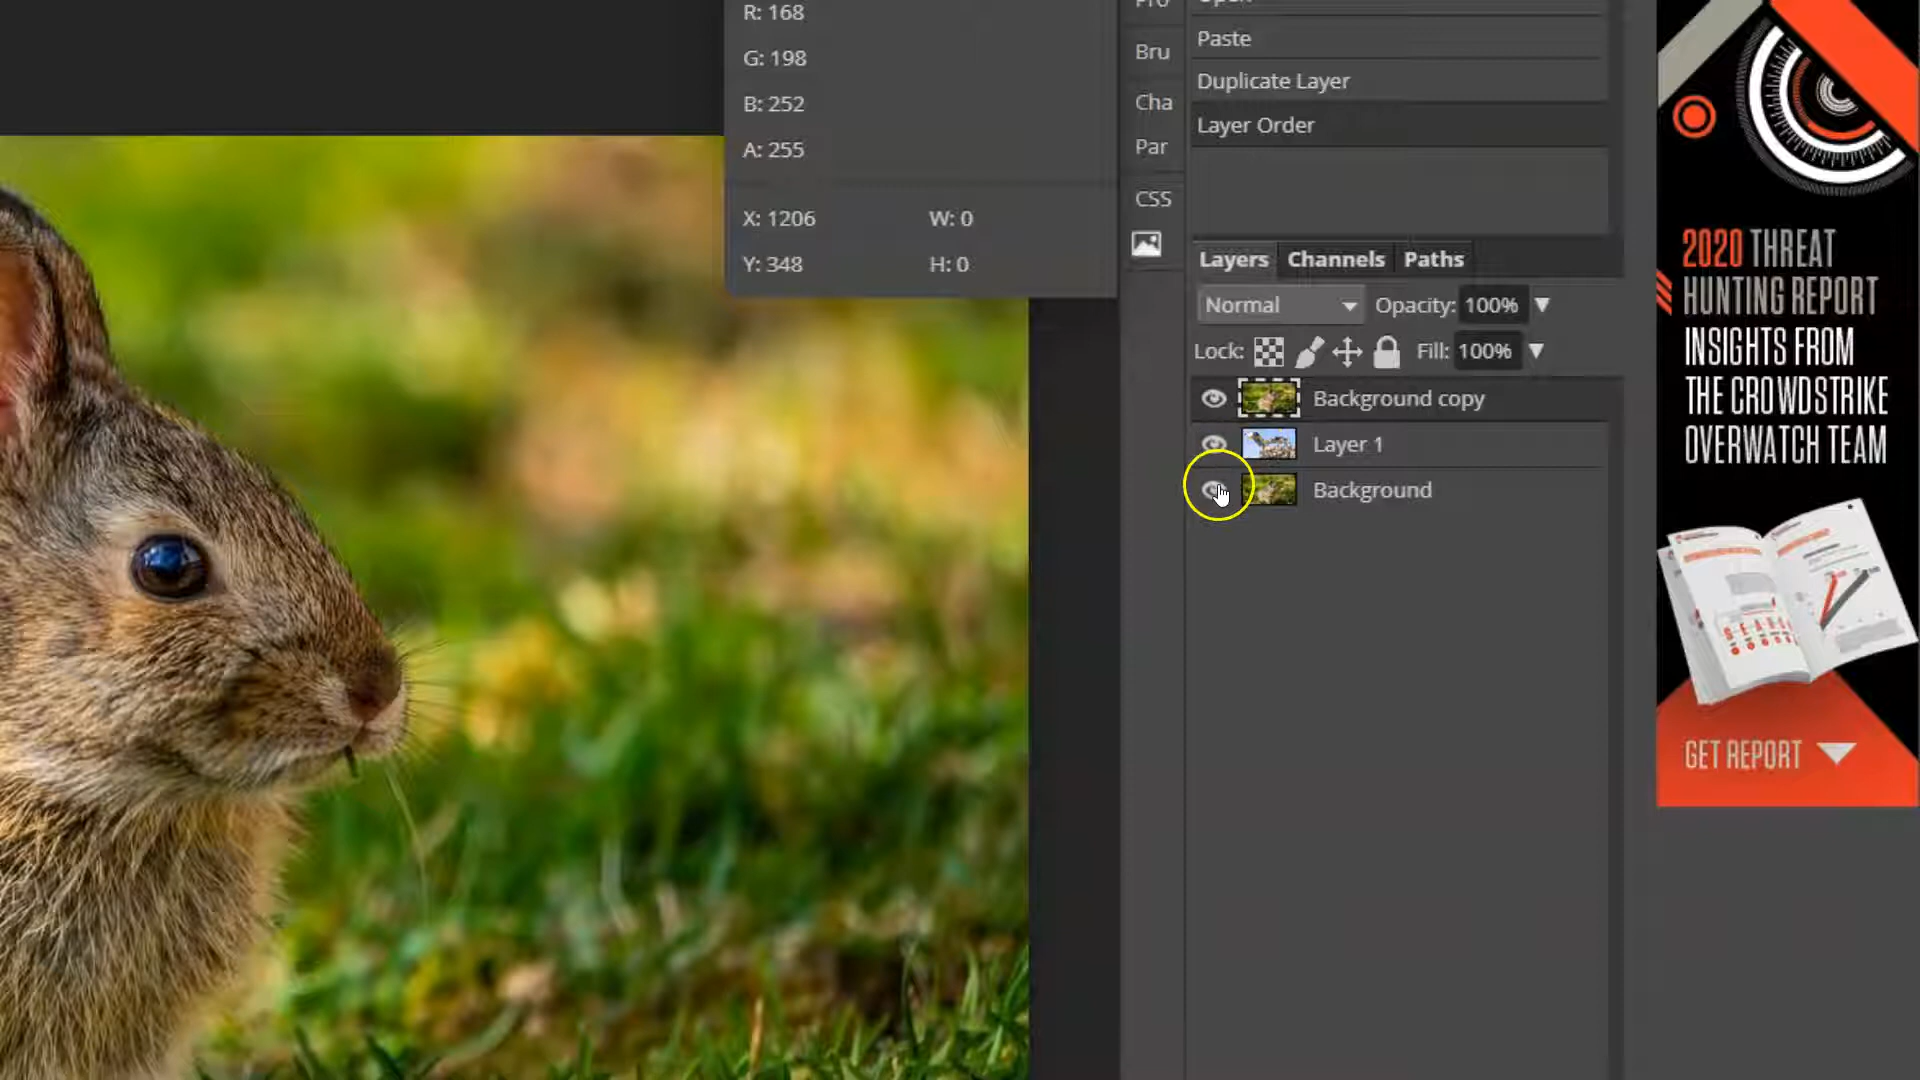 R: 168
G: 198
B: 252
A: 255
X: 1206 W: 0
Y: 348 H: 0
Bru
Cha
Par
CSS
Paste
Duplicate Layer
Layer Order
Layers Channels Paths
Normal Opacity: 100%
Lock: Fill: 100%
Background copy
Layer 1
Background
2020 THREAT
HUNTING REPORT
INSIGHTS FROM
THE CROWDSTRIKE
OVERWATCH TEAM
GET REPORT